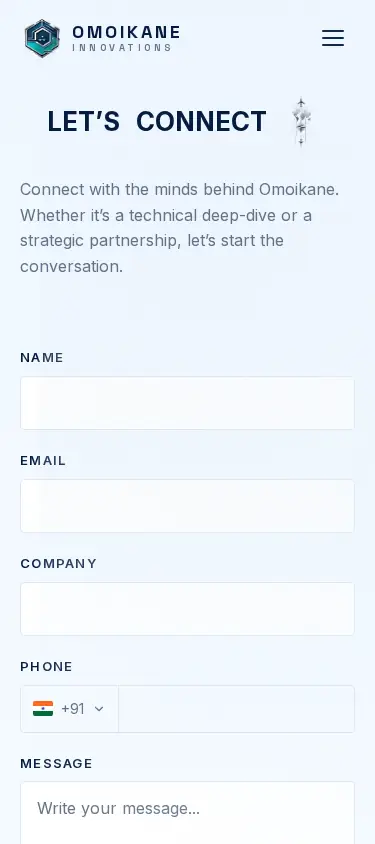 OMOIKANE
INNOVATIONS
LET’S CONNECT
Connect with the minds behind Omoikane.
Whether it’s a technical deep-dive or a
strategic partnership, let’s start the
conversation.
NAME
EMAIL
COMPANY
PHONE
+91
MESSAGE
Write your message...